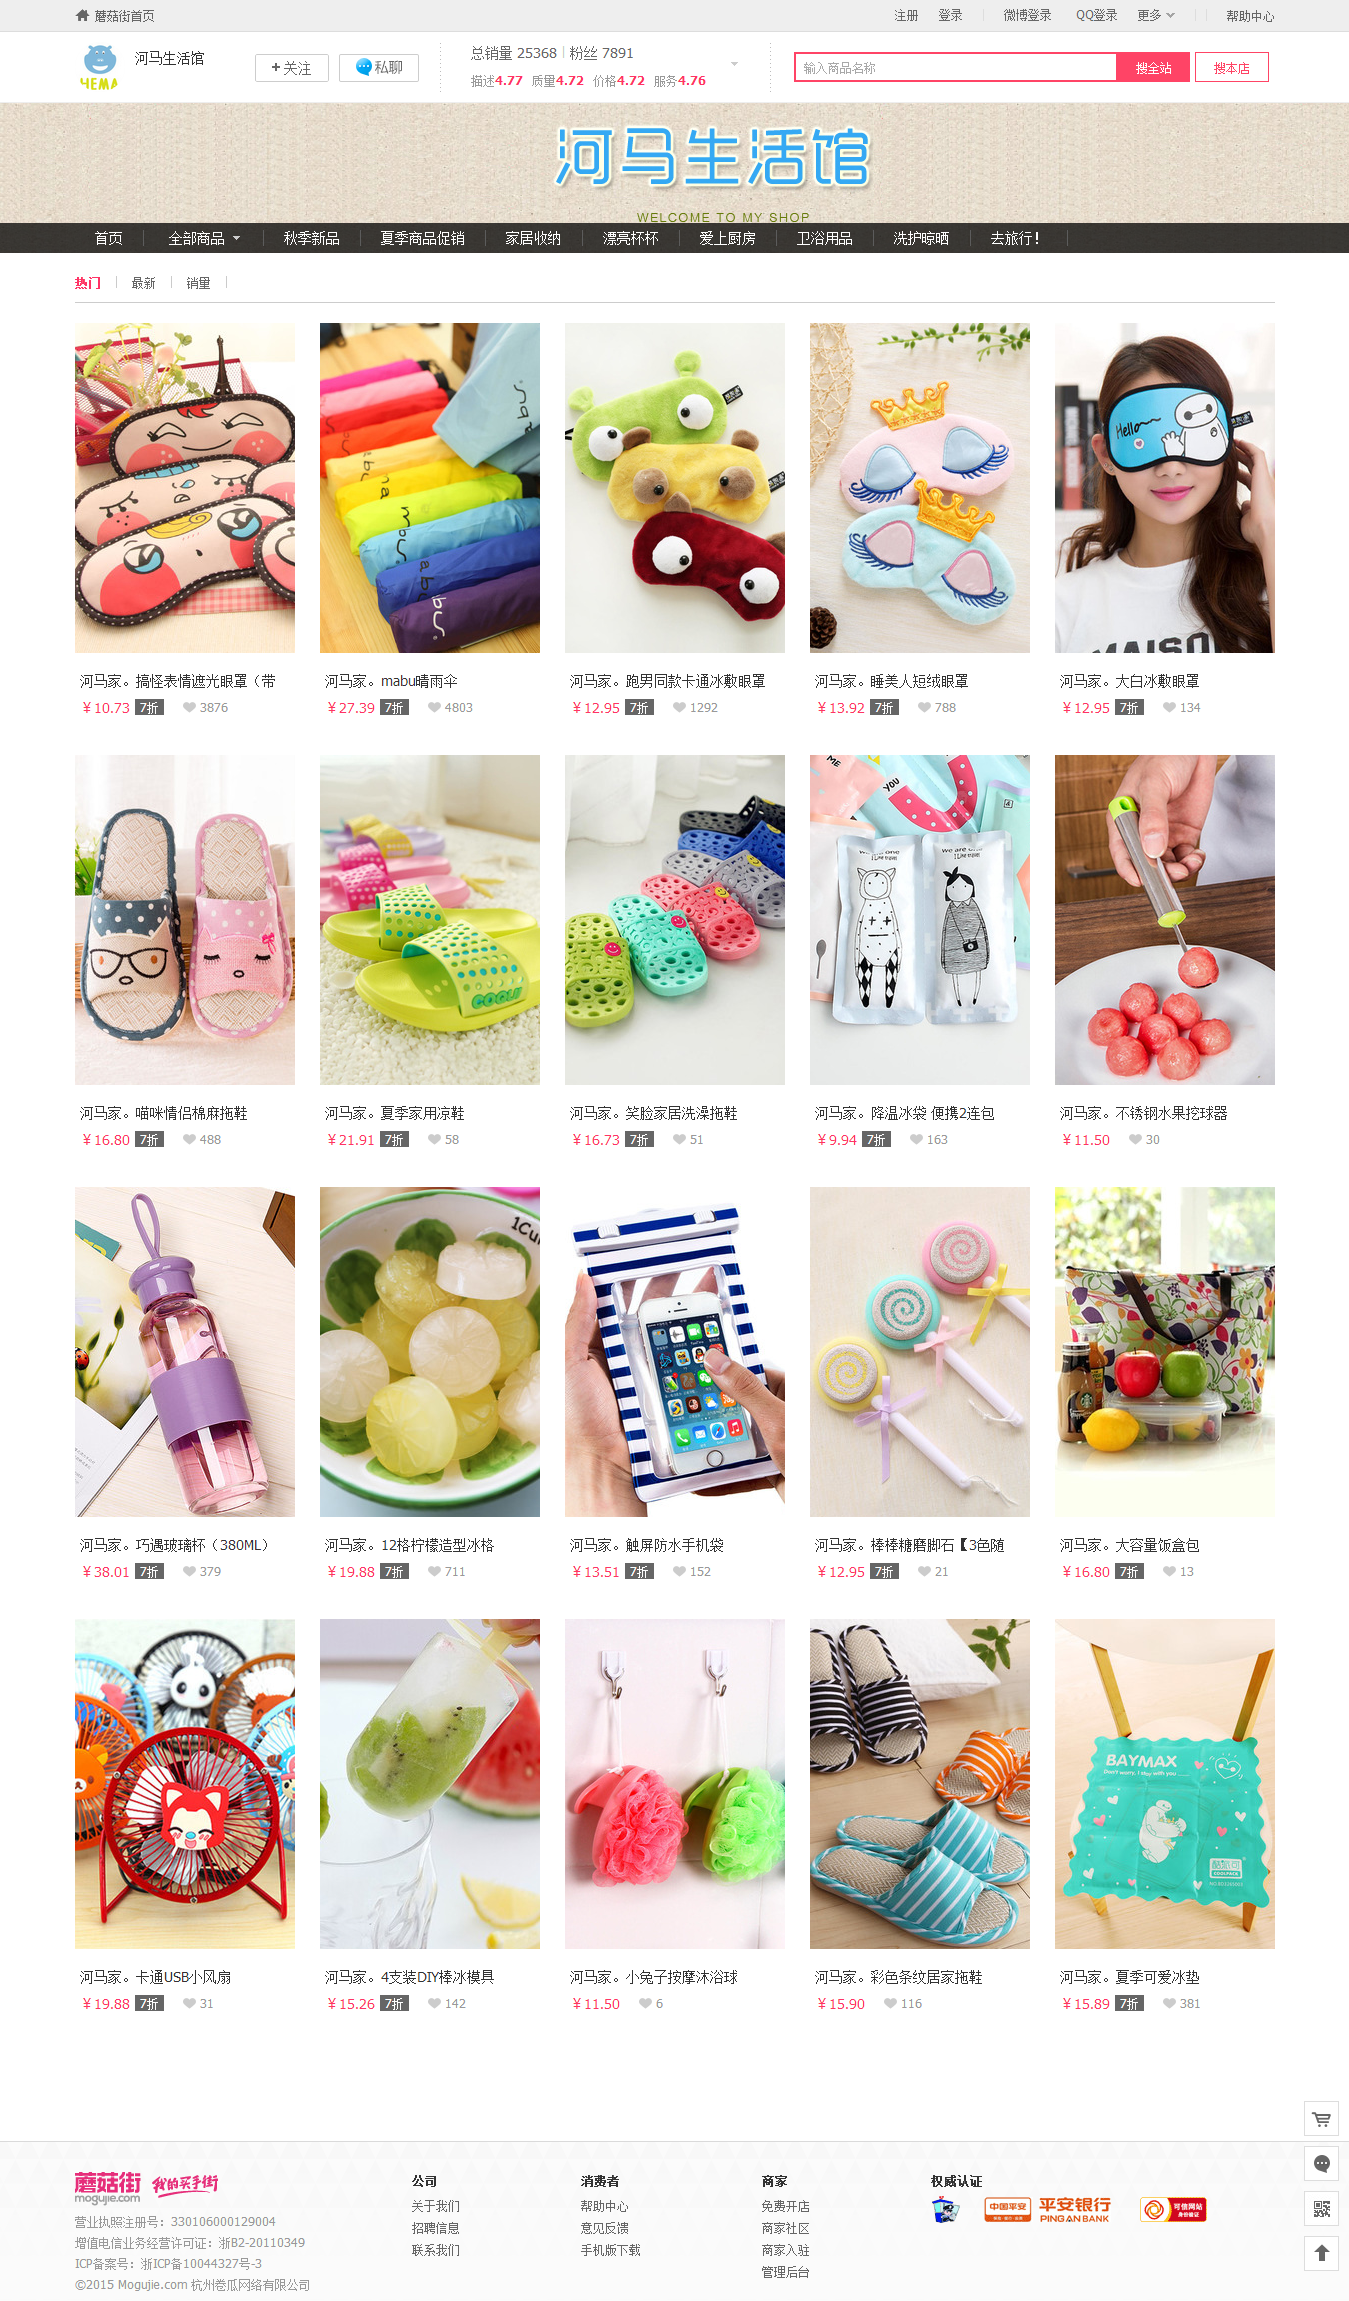 蘑菇街首页 注册 登录 微博登录 QQ登录 更多 帮助中心
河马生活馆 +关注 私聊 总销量 25368 粉丝 7891 输入商品名称 搜全站 搜本店
描述4.77 质量4.72 价格4.72 服务4.76
ЧЕМА
河马生活馆
WELCOME TO MY SHOP
首页 全部商品 秋季新品 夏季商品促销 家居收纳 漂亮杯杯 爱上厨房 卫浴用品 洗护晾晒 去旅行！
热门 最新 销量
Hello
MAISO
河马家。搞怪表情遮光眼罩（带 河马家。mabu晴雨伞 河马家。跑男同款卡通冰敷眼罩 河马家。睡美人短绒眼罩 河马家。大白冰敷眼罩
￥10.73 7折 3876 ￥27.39 7折 4803 ￥12.95 7折 1292 ￥13.92 7折 788 ￥12.95 7折 134
ME
YOU
we are one we are one
I Like travel I Like travel
COQUI
河马家。喵咪情侣棉麻拖鞋 河马家。夏季家用凉鞋 河马家。笑脸家居洗澡拖鞋 河马家。降温冰袋 便携2连包 河马家。不锈钢水果挖球器
￥16.80 7折 488 ￥21.91 7折 58 ￥16.73 7折 51 ￥9.94 7折 163 ￥11.50 30
1Cu
河马家。巧遇玻璃杯（380ML） 河马家。12格柠檬造型冰格 河马家。触屏防水手机袋 河马家。棒棒糖磨脚石【3色随 河马家。大容量饭盒包
￥38.01 7折 379 ￥19.88 7折 711 ￥13.51 7折 152 ￥12.95 7折 21 ￥16.80 7折 13
BAYMAX
Don't worry, I stay with you
COOLPACK
河马家。卡通USB小风扇 河马家。4支装DIY棒冰模具 河马家。小兔子按摩沐浴球 河马家。彩色条纹居家拖鞋 河马家。夏季可爱冰垫
￥19.88 7折 31 ￥15.26 7折 142 ￥11.50 6 ￥15.90 116 ￥15.89 7折 381
蘑菇街 我的买手街
mogujie.com
营业执照注册号：330106000129004
增值电信业务经营许可证：浙B2-20110349
ICP备案号：浙ICP备10044327号-3
©2015 Mogujie.com 杭州卷瓜网络有限公司
公司
关于我们
招聘信息
联系我们
消费者
帮助中心
意见反馈
手机版下载
商家
免费开店
商家社区
商家入驻
管理后台
权威认证
中国平安 平安银行 PING AN BANK 可信网站 身份验证